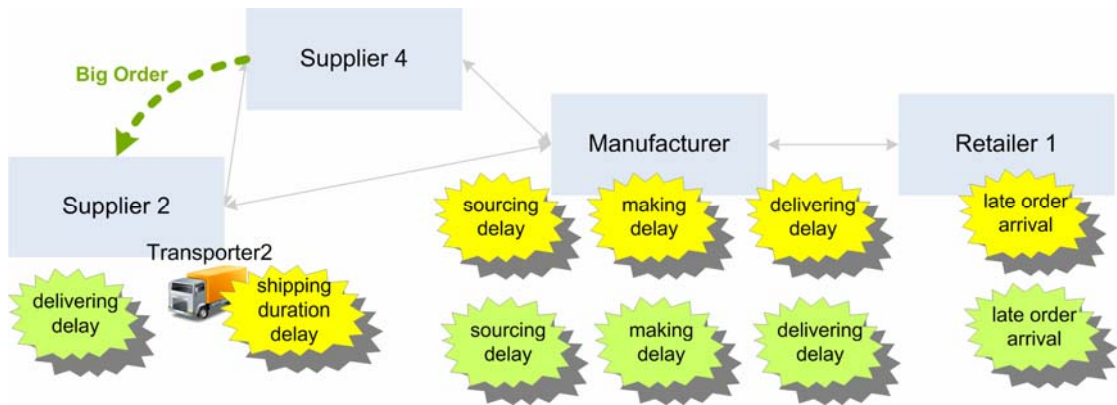 Supplier 4
Big Order
Manufacturer
Retailer 1
Supplier 2
sourcing
delay
making
delay
delivering
delay
late order
arrival
Transporter2
delivering
delay
shipping
duration
delay
sourcing
delay
making
delay
delivering
delay
late order
arrival